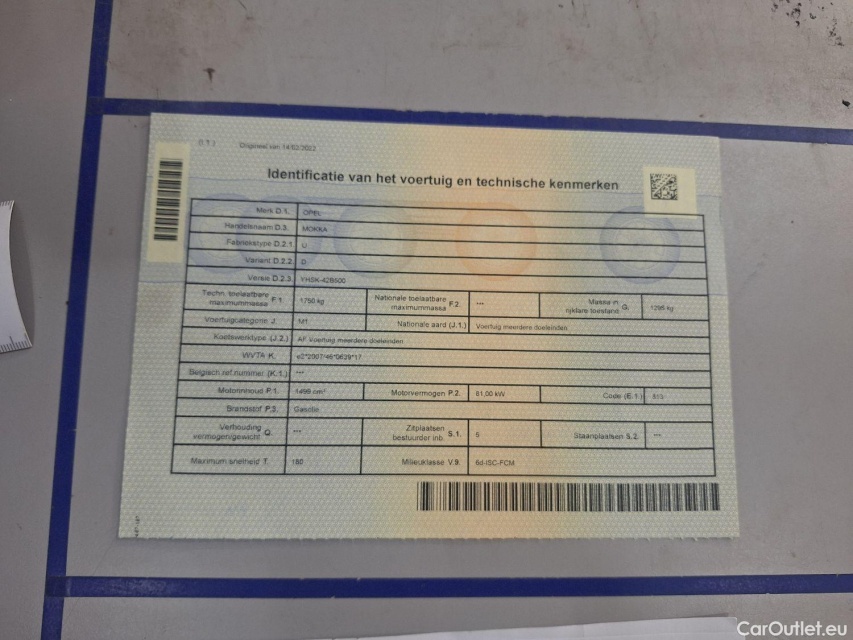 (I.T.) Origineel van 14/02/2022
Identificatie van het voertuig en technische kenmerken
Merk D.1. OPEL
Handelsnaam D.3. MOKKA
Fabriekstype D.2.1. U
Variant D.2.2. D
Versie D.2.3. YHSK-42B500
Techn. toelaatbare maximummassa F.1. 1750 kg Nationale toelaatbare maximummassa F.2. *** Massa in rijklare toestand G. 1295 kg
Voertuigcategorie J. M1 Nationale aard (J.1.) Voertuig meerdere doeleinden
Koetswerktype (J.2.) AF Voertuig meerdere doeleinden
WVTA K. e2*2007/46*0639*17
Belgisch ref.nummer (K.1.) ***
Motorinhoud P.1. 1499 cm³ Motorvermogen P.2. 81,00 kW Code (E.1.) 513
Brandstof P.3. Gasolie
Verhouding vermogen/gewicht Q. *** Zitplaatsen bestuurder inb. S.1. 5 Staanplaatsen S.2. ***
Maximum snelheid T. 180 Milieuklasse V.9. 6d-ISC-FCM
CarOutlet.eu